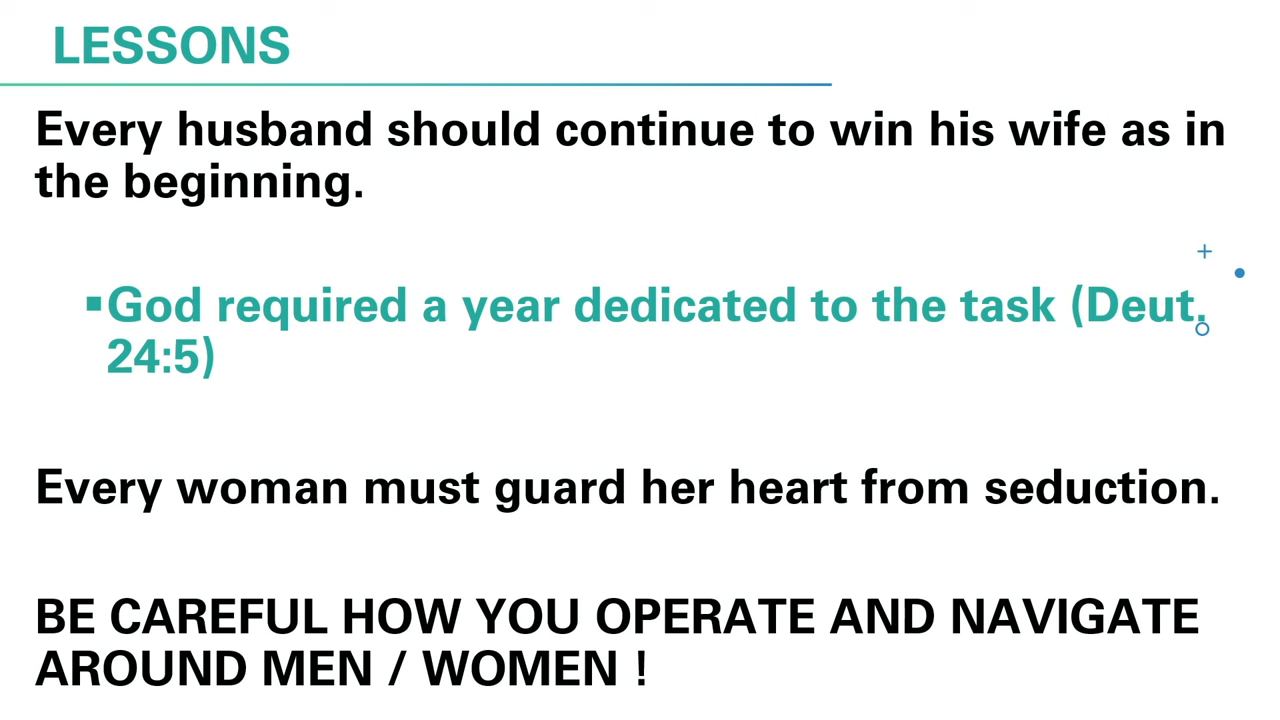 LESSONS
Every husband should continue to win his wife as in
the beginning.
▪God required a year dedicated to the task (Deut.
24:5)
Every woman must guard her heart from seduction.
BE CAREFUL HOW YOU OPERATE AND NAVIGATE
AROUND MEN / WOMEN !